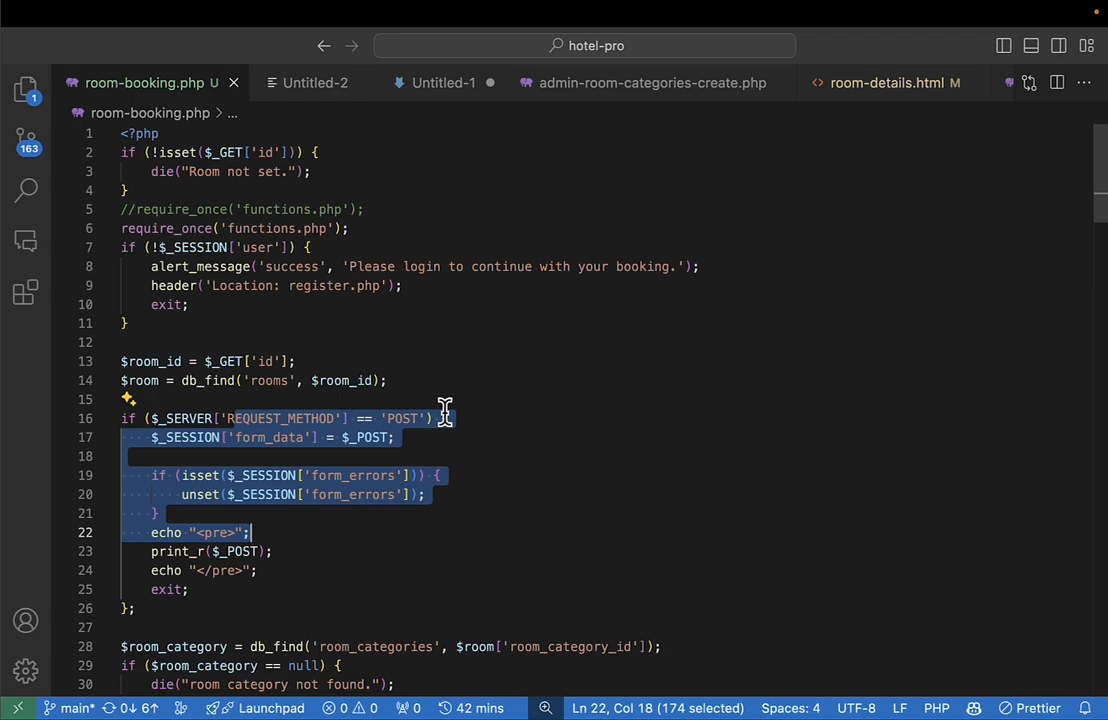 hotel-pro
room-booking.php U
Untitled-2
Untitled-1
admin-room-categories-create.php
room-details.html M
room-booking.php > ...
1 <?php
2 if (!isset($_GET['id'])) {
3 die("Room not set.");
4 }
5 //require_once('functions.php');
6 require_once('functions.php');
7 if (!$_SESSION['user']) {
8 alert_message('success', 'Please login to continue with your booking.');
9 header('Location: register.php');
10 exit;
11 }
12
13 $room_id = $_GET['id'];
14 $room = db_find('rooms', $room_id);
15
16 if ($_SERVER['REQUEST_METHOD'] == 'POST') {
17 $_SESSION['form_data'] = $_POST;
18
19 if (isset($_SESSION['form_errors'])) {
20 unset($_SESSION['form_errors']);
21 }
22 echo "<pre>";
23 print_r($_POST);
24 echo "</pre>";
25 exit;
26 };
27
28 $room_category = db_find('room_categories', $room['room_category_id']);
29 if ($room_category == null) {
30 die("room category not found.");
1
163
main* 0↓ 6↑ Launchpad 0 0 0 42 mins Ln 22, Col 18 (174 selected) Spaces: 4 UTF-8 LF PHP Prettier